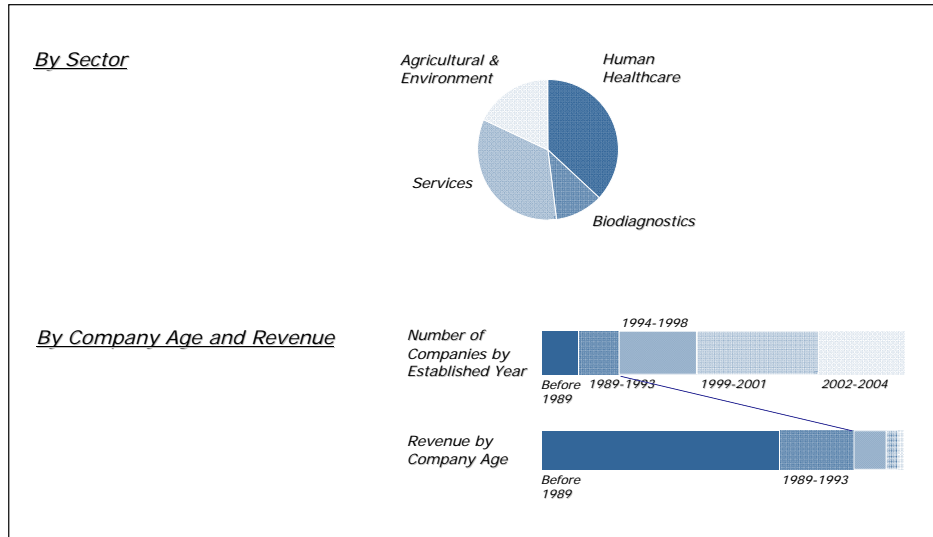 By Sector
Agricultural &
Environment
Human
Healthcare
Services
Biodiagnostics
By Company Age and Revenue
Number of
Companies by
Established Year
1994-1998
Before
1989
1989-1993
1999-2001
2002-2004
Revenue by
Company Age
Before
1989
1989-1993